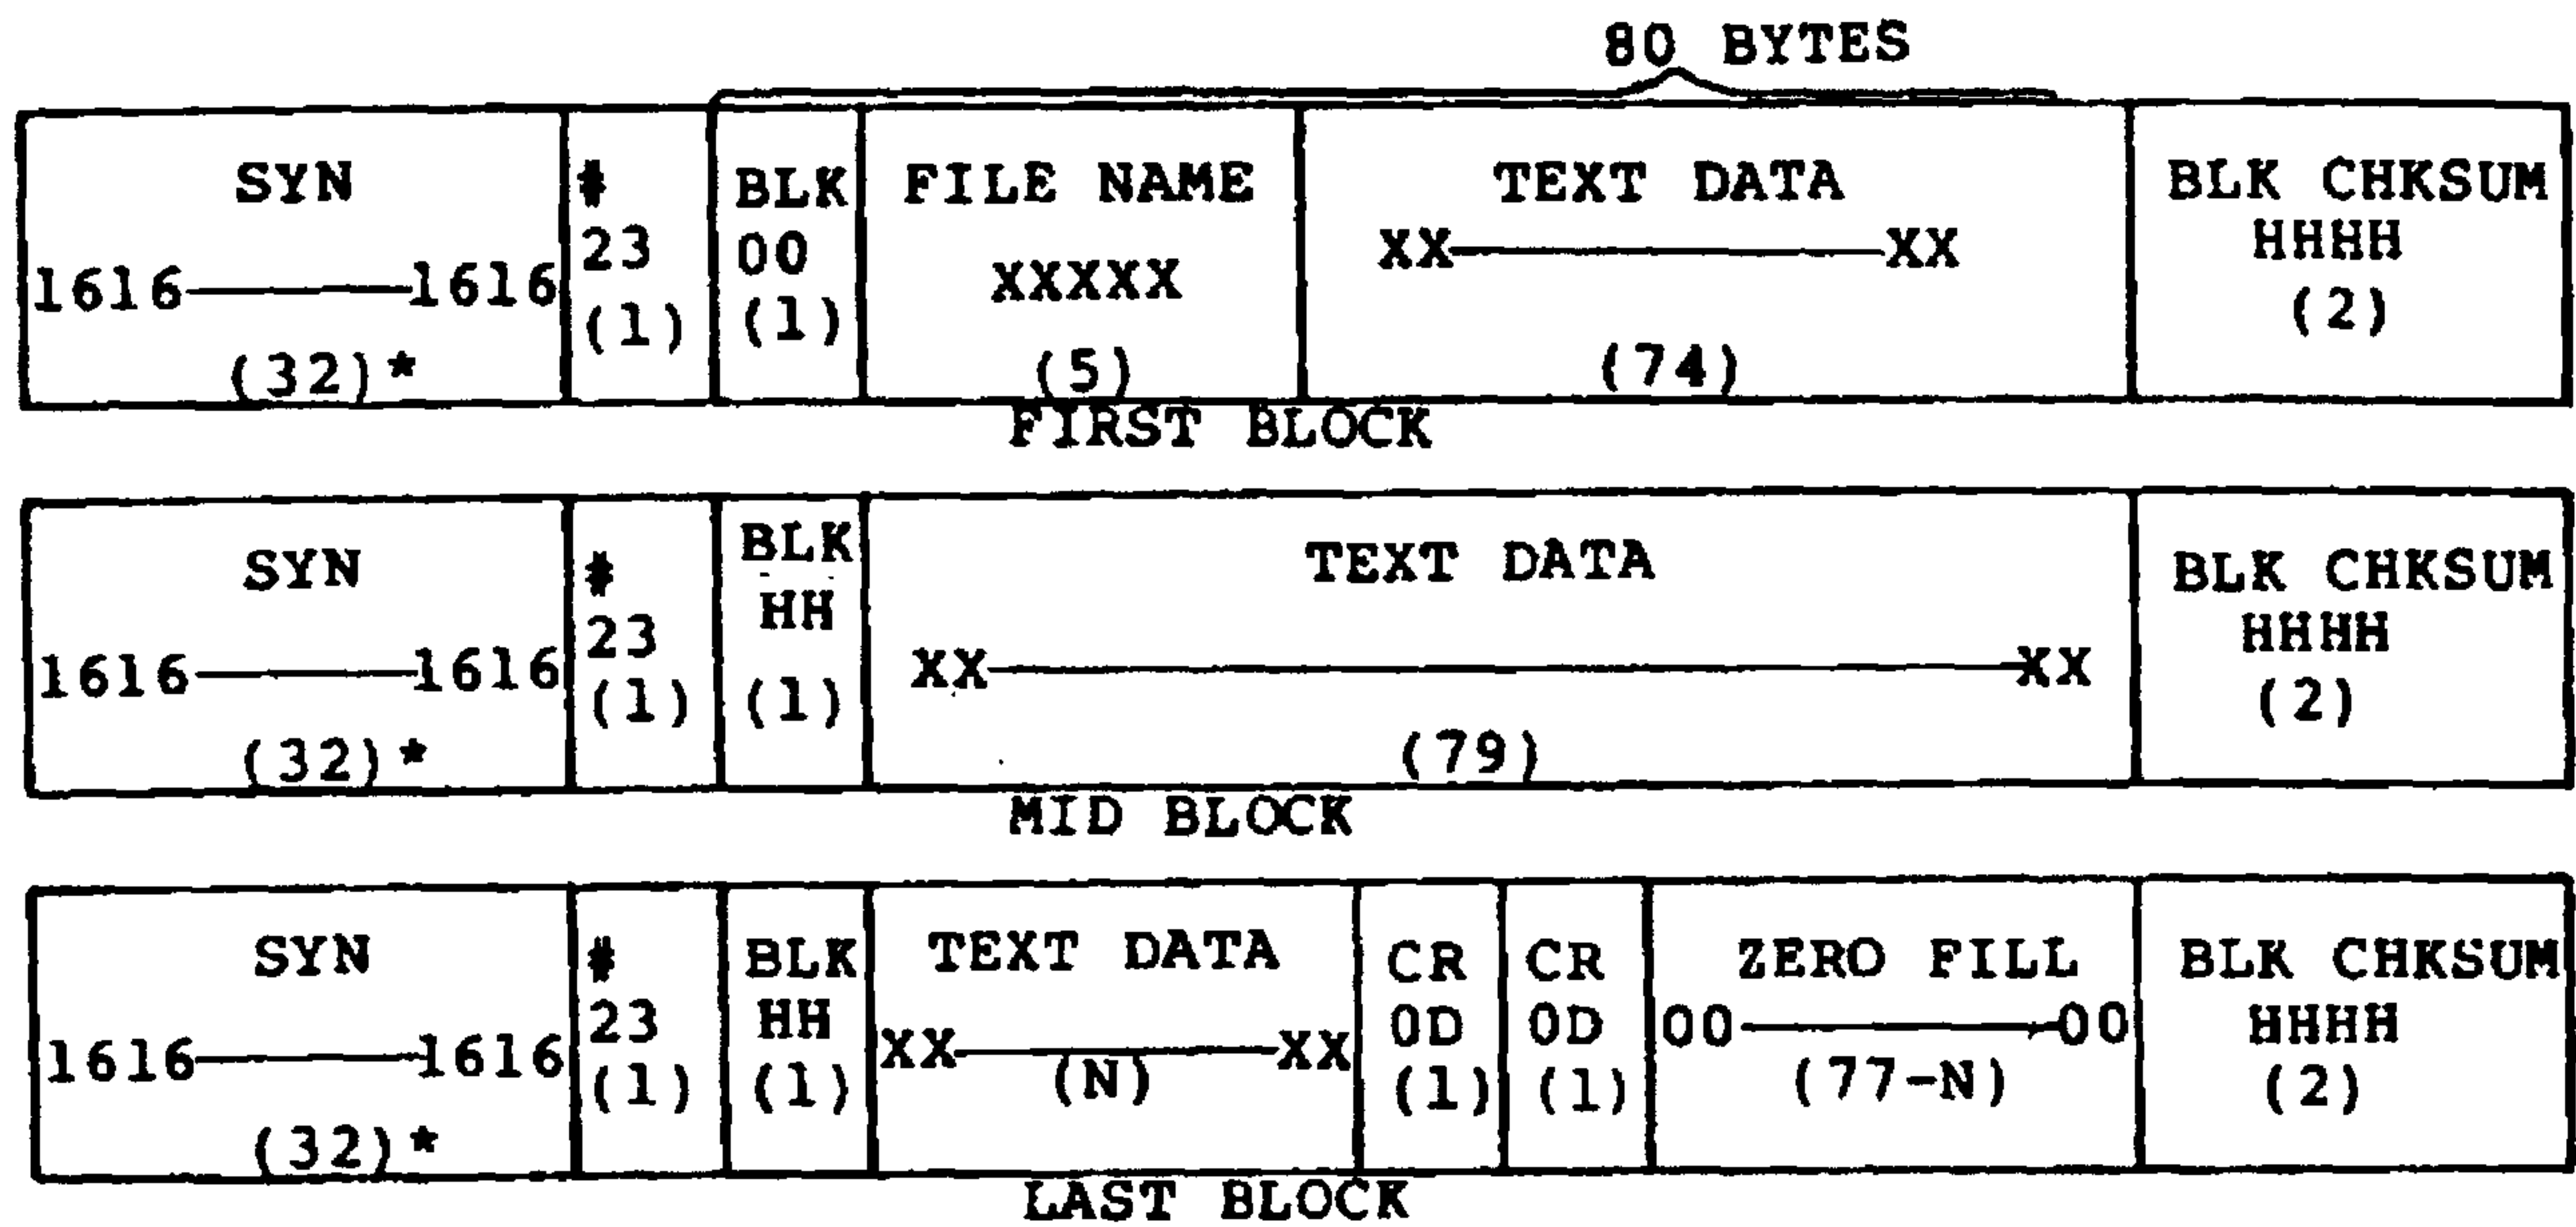 80 BYTES
SYN # BLK FILE NAME TEXT DATA BLK CHKSUM
1616 1616 23 00 XXXXX XX XX HHHH
(32)* (1) (1) (5) (74) (2)
FIRST BLOCK
SYN # BLK TEXT DATA BLK CHKSUM
1616 1616 23 HH XX XX HHHH
(32)* (1) (1) (79) (2)
MID BLOCK
SYN # BLK TEXT DATA CR CR ZERO FILL BLK CHKSUM
1616 1616 23 HH XX XX 0D 0D 00 00 HHHH
(32)* (1) (1) (N) (1) (1) (77-N) (2)
LAST BLOCK